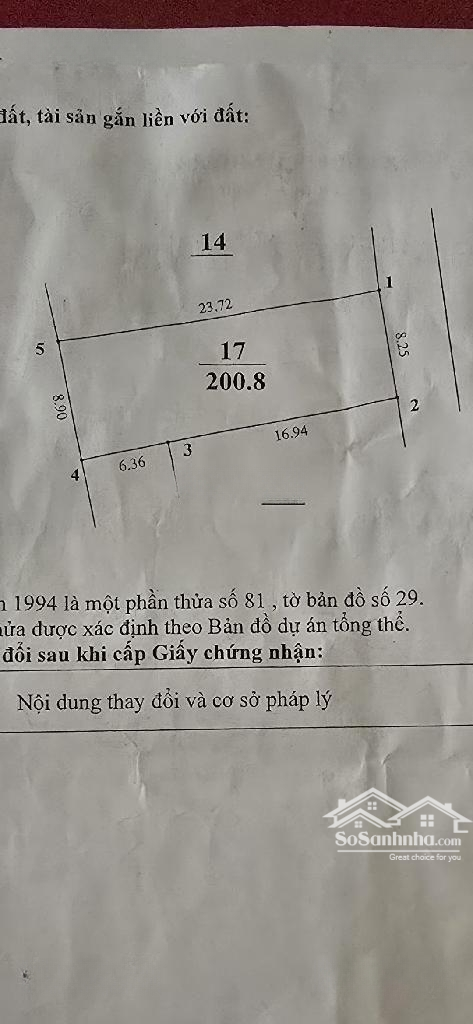 đất, tài sản gắn liền với đất:
14
1
23.72
5
17
8.25
200.8
8.90
2
16.94
3
6.36
4
1994 là một phần thửa số 81 , tờ bản đồ số 29.
được xác định theo Bản đồ dự án tổng thể.
đổi sau khi cấp Giấy chứng nhận:
Nội dung thay đổi và cơ sở pháp lý
SoSanhnha.com
Great choice for you